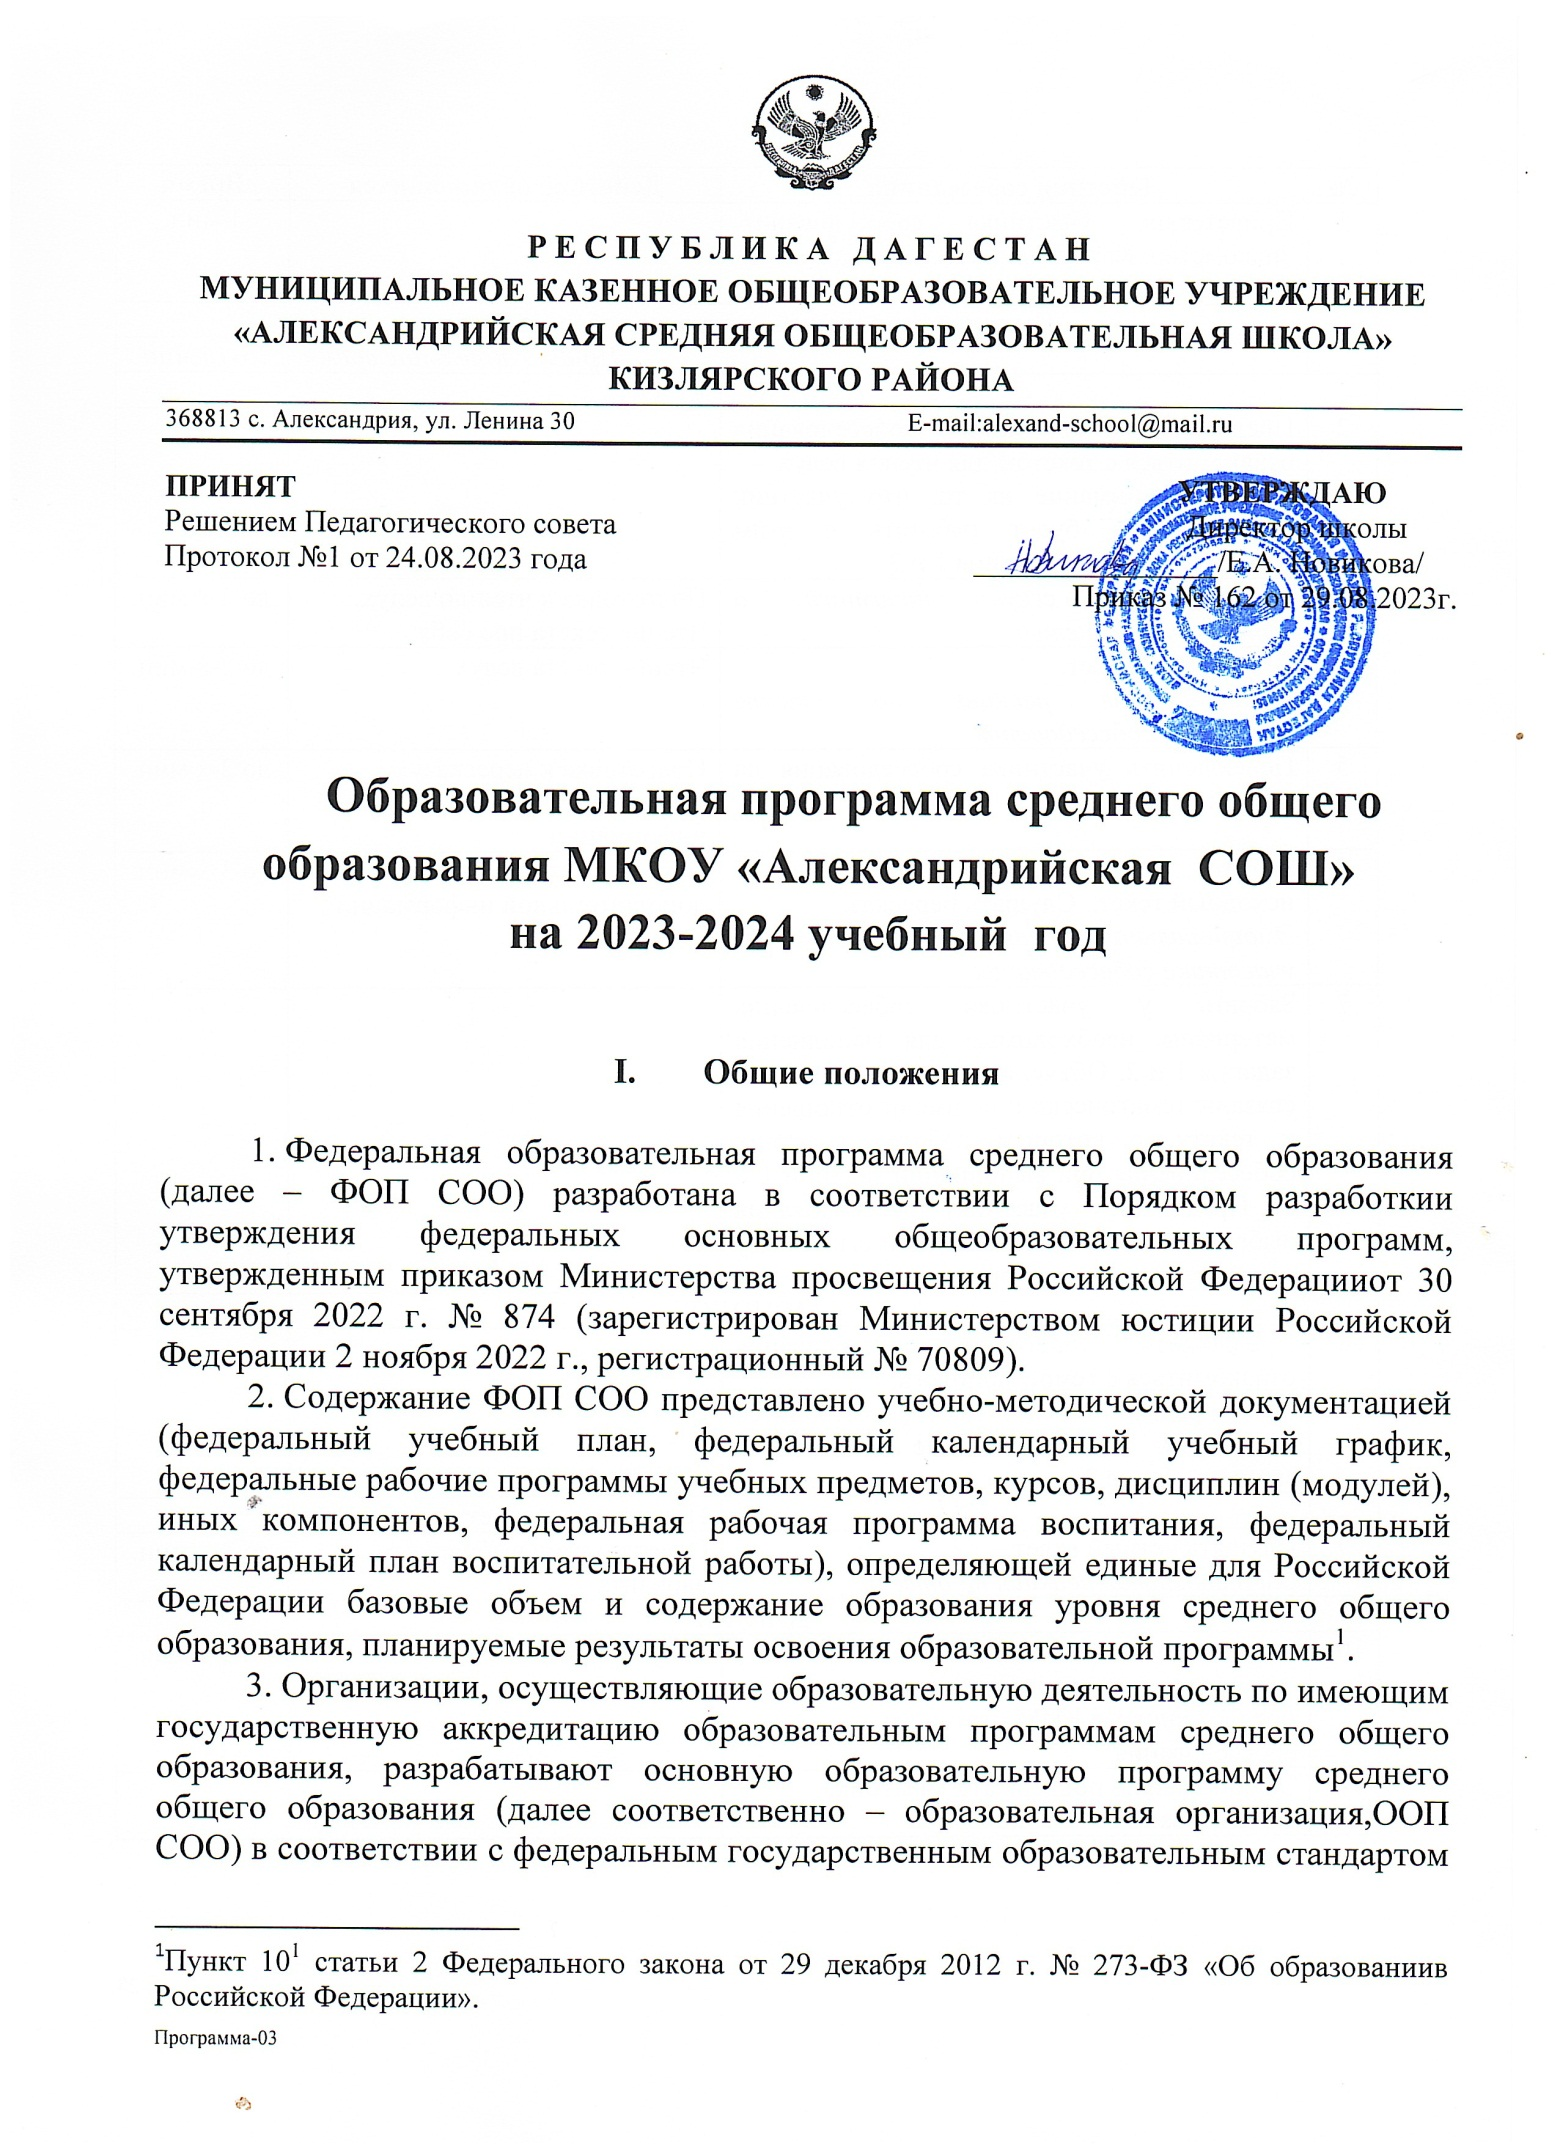 РЕСПУБЛИКА ДАГЕСТАН
МУНИЦИПАЛЬНОЕ КАЗЕННОЕ ОБЩЕОБРАЗОВАТЕЛЬНОЕ УЧРЕЖДЕНИЕ
«АЛЕКСАНДРИЙСКАЯ СРЕДНЯЯ ОБЩЕОБРАЗОВАТЕЛЬНАЯ ШКОЛА»
КИЗЛЯРСКОГО РАЙОНА
368813 с. Александрия, ул. Ленина 30 E-mail:alexand-school@mail.ru
ПРИНЯТ
Решением Педагогического совета
Протокол №1 от 24.08.2023 года
УТВЕРЖДАЮ
Директор школы
Новикова /Е.А. Новикова/
Приказ № 162 от 29.08.2023г.
Образовательная программа среднего общего
образования МКОУ «Александрийская СОШ»
на 2023-2024 учебный год
I. Общие положения
1. Федеральная образовательная программа среднего общего образования
(далее – ФОП СОО) разработана в соответствии с Порядком разработкии
утверждения федеральных основных общеобразовательных программ,
утвержденным приказом Министерства просвещения Российской Федерацииот 30
сентября 2022 г. № 874 (зарегистрирован Министерством юстиции Российской
Федерации 2 ноября 2022 г., регистрационный № 70809).
2. Содержание ФОП СОО представлено учебно-методической документацией
(федеральный учебный план, федеральный календарный учебный график,
федеральные рабочие программы учебных предметов, курсов, дисциплин (модулей),
иных компонентов, федеральная рабочая программа воспитания, федеральный
календарный план воспитательной работы), определяющей единые для Российской
Федерации базовые объем и содержание образования уровня среднего общего
образования, планируемые результаты освоения образовательной программы¹.
3. Организации, осуществляющие образовательную деятельность по имеющим
государственную аккредитацию образовательным программам среднего общего
образования, разрабатывают основную образовательную программу среднего
общего образования (далее соответственно – образовательная организация,ООП
СОО) в соответствии с федеральным государственным образовательным стандартом
¹Пункт 10¹ статьи 2 Федерального закона от 29 декабря 2012 г. № 273-ФЗ «Об образованиив
Российской Федерации».
Программа-03